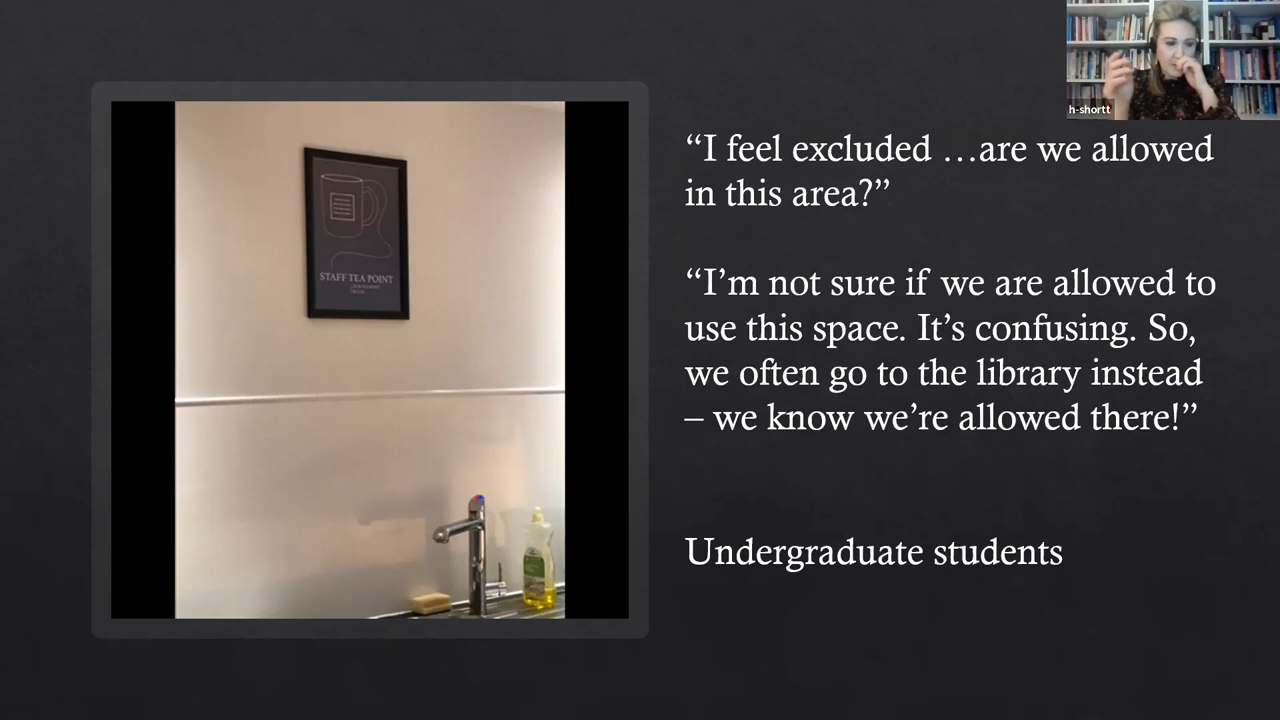 h-shortt
“I feel excluded …are we allowed
in this area?”
“I’m not sure if we are allowed to
use this space. It’s confusing. So,
we often go to the library instead
– we know we’re allowed there!”
Undergraduate students
STAFF TEA POINT